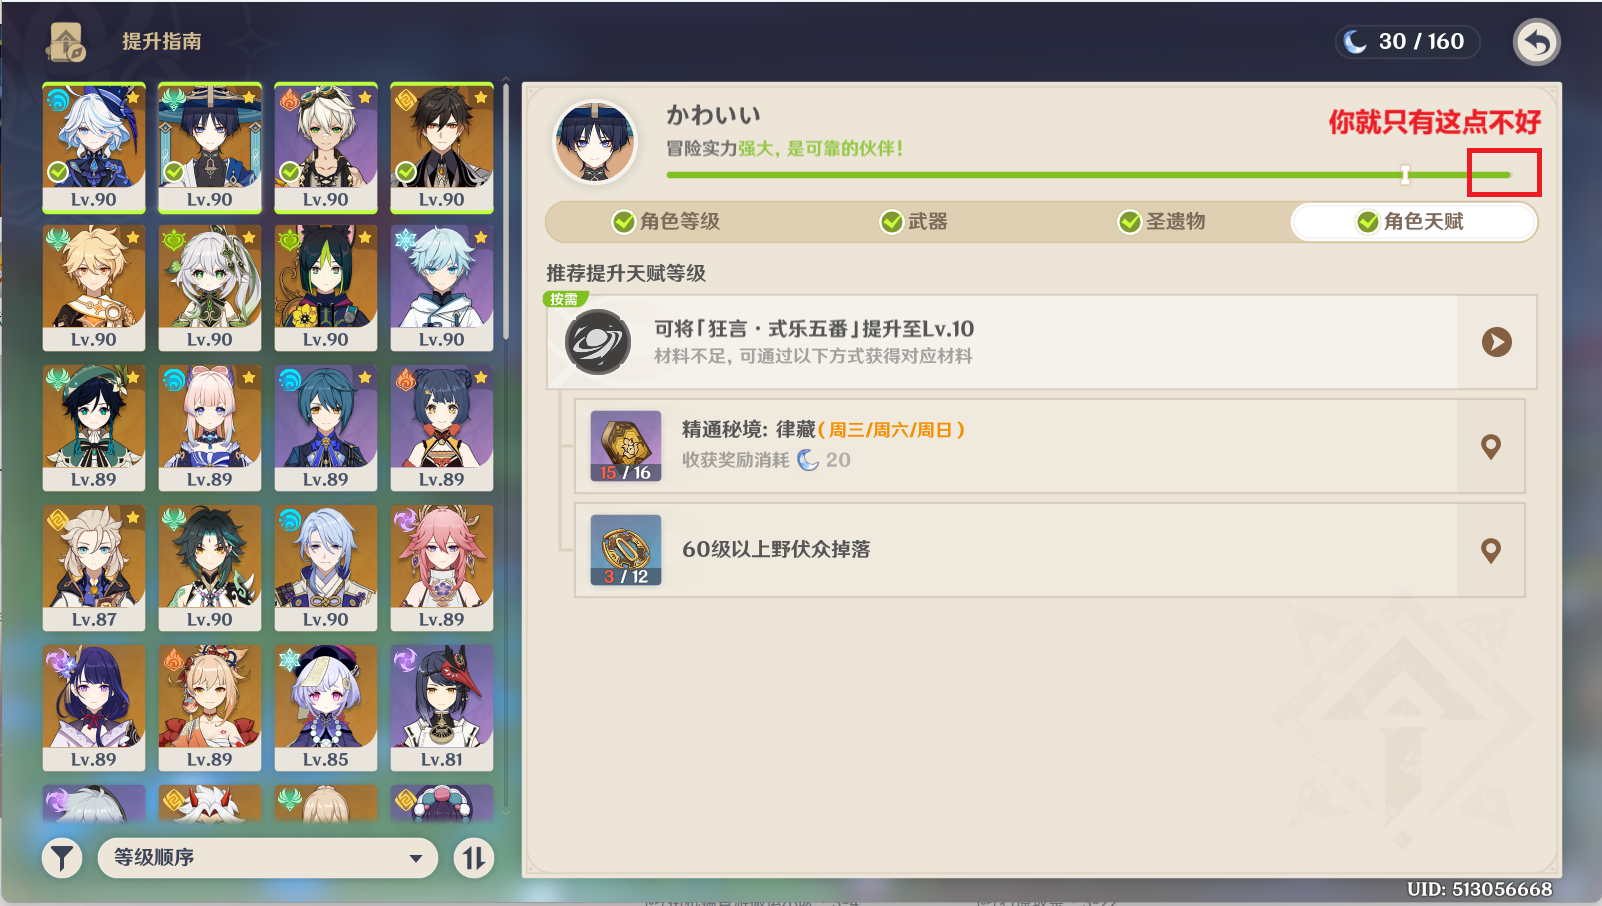 提升指南
30 / 160
Lv.90
Lv.90
Lv.90
Lv.90
Lv.90
Lv.90
Lv.90
Lv.90
Lv.89
Lv.89
Lv.89
Lv.89
Lv.87
Lv.90
Lv.90
Lv.89
Lv.89
Lv.89
Lv.85
Lv.81
等级顺序
かわいい
你就只有这点不好
冒险实力强大，是可靠的伙伴！
角色等级
武器
圣遗物
角色天赋
推荐提升天赋等级
按需
可将「狂言·式乐五番」提升至Lv.10
材料不足，可通过以下方式获得对应材料
精通秘境：律藏（周三/周六/周日）
收获奖励消耗 20
15 / 16
60级以上野伏众掉落
3 / 12
UID: 513056668